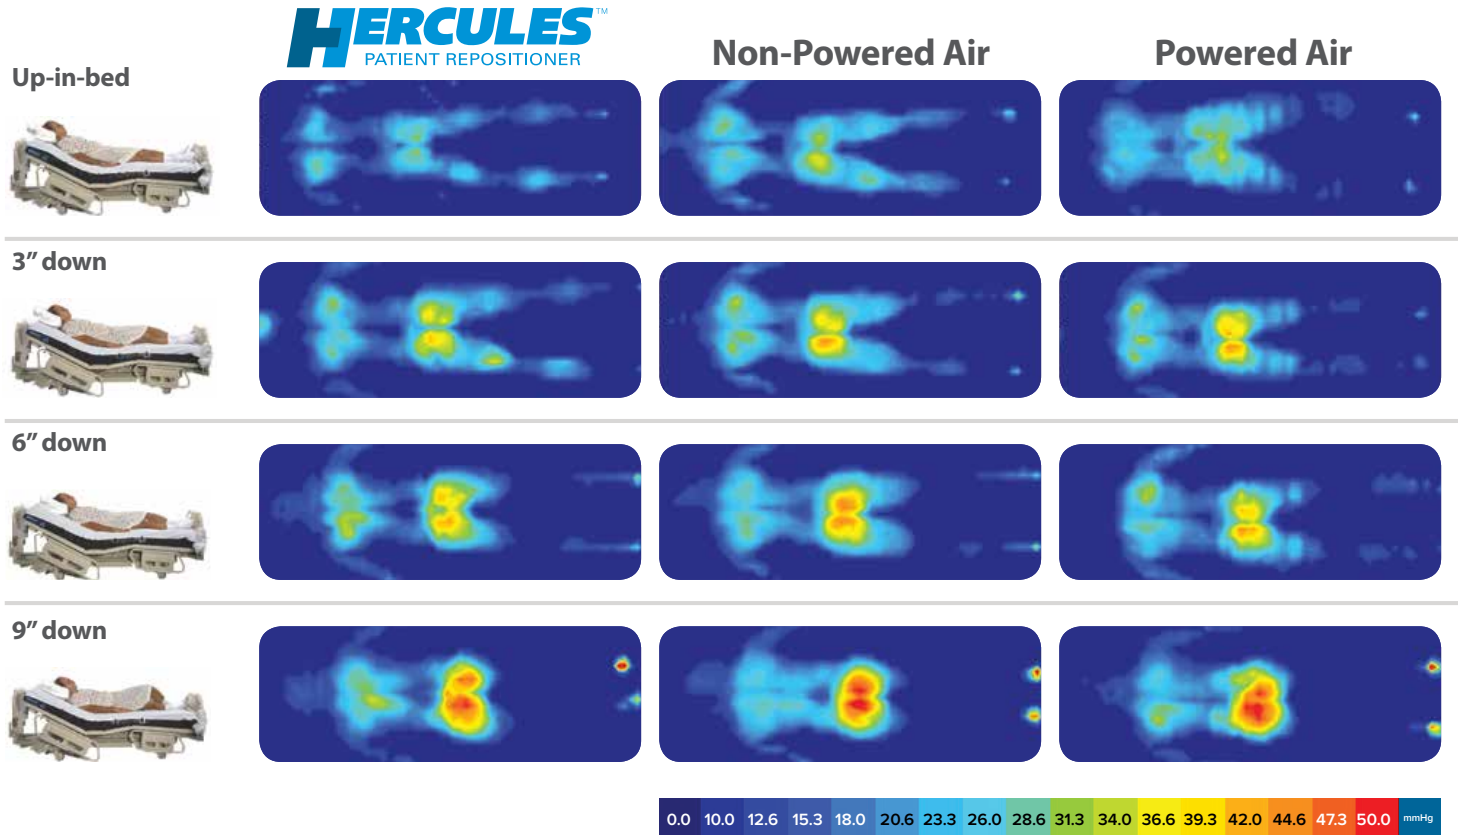 HERCULES™
PATIENT REPOSITIONER
Non-Powered Air
Powered Air
Up-in-bed
3” down
6” down
9” down
0.0 10.0 12.6 15.3 18.0 20.6 23.3 26.0 28.6 31.3 34.0 36.6 39.3 42.0 44.6 47.3 50.0 mmHg